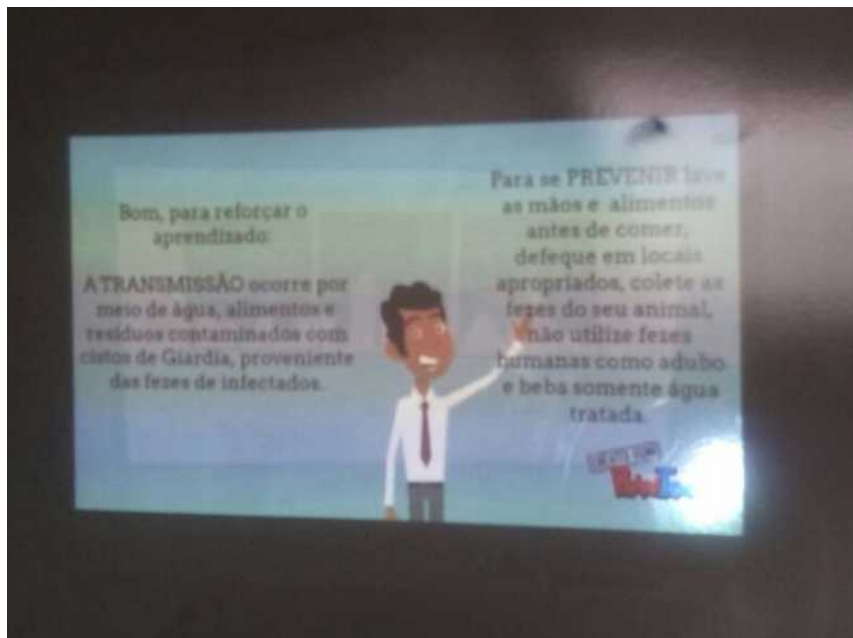 Bom, para reforçar o
aprendizado:
A TRANSMISSÃO ocorre por
meio de água, alimentos e
resíduos contaminados com
cistos de Giardia, proveniente
das fezes de infectados.
Para se PREVENIR lave
as mãos e alimentos
antes de comer,
defeque em locais
apropriados, colete as
fezes do seu animal,
não utilize fezes
humanas como adubo
e beba somente água
tratada.